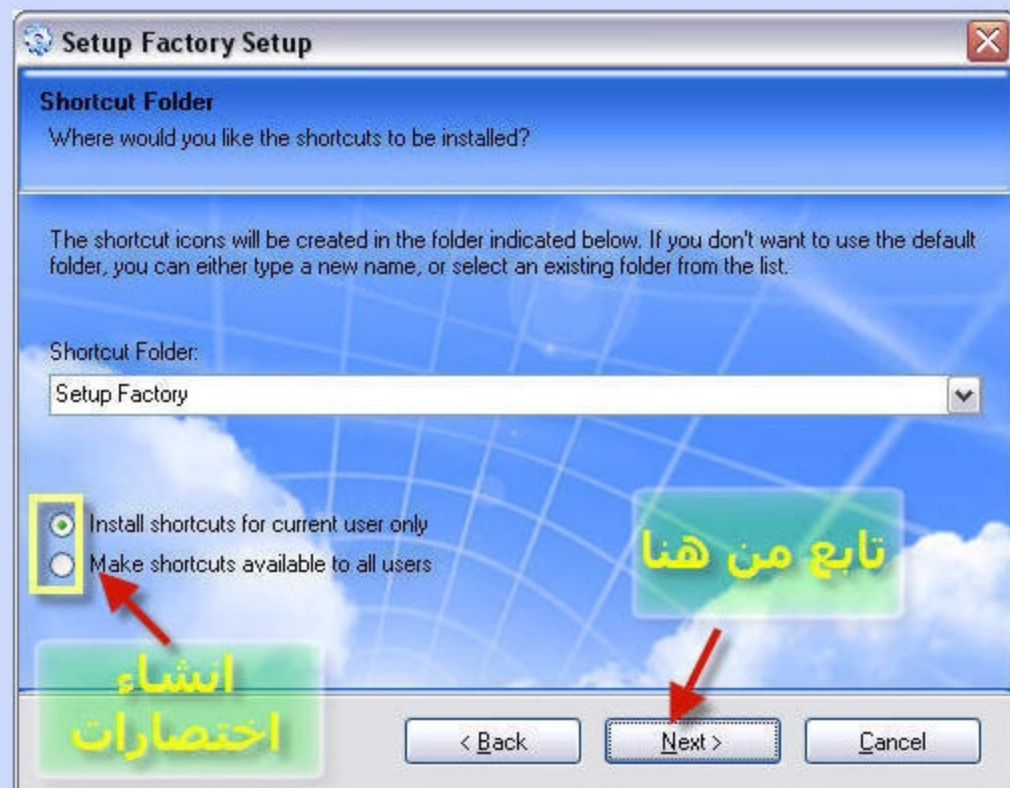 Setup Factory Setup
Shortcut Folder
Where would you like the shortcuts to be installed?
The shortcut icons will be created in the folder indicated below. If you don't want to use the default
folder, you can either type a new name, or select an existing folder from the list.
Shortcut Folder:
Setup Factory
Install shortcuts for current user only
Make shortcuts available to all users
تابع من هنا
انشاء
اختصارات
< Back
Next >
Cancel